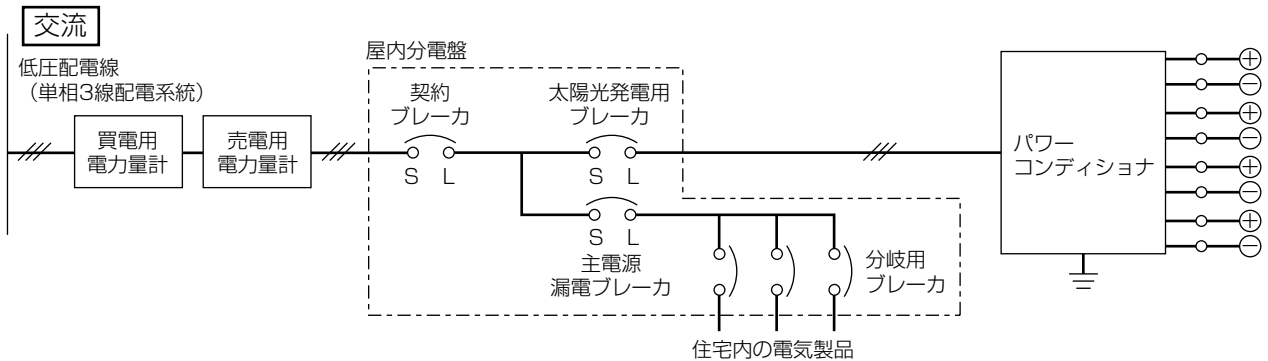 交流
低圧配電線
（単相3線配電系統）
買電用
電力量計
売電用
電力量計
屋内分電盤
契約
ブレーカ
S L
太陽光発電用
ブレーカ
S L
S L
主電源
漏電ブレーカ
分岐用
ブレーカ
住宅内の電気製品
パワー
コンディショナ
+
−
+
−
+
−
+
−